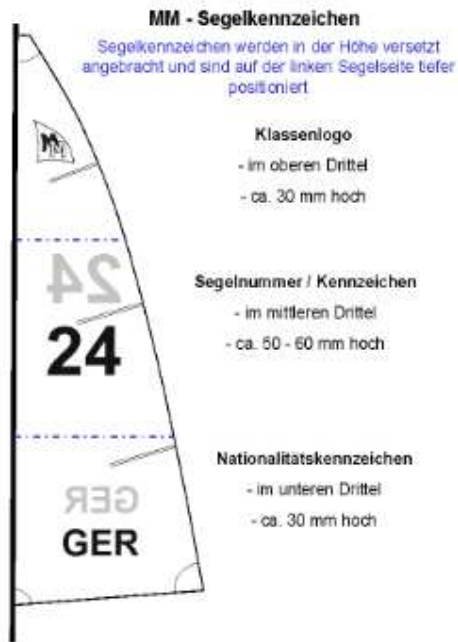 MM - Segelkennzeichen
Segelkennzeichen werden in der Höhe versetzt
angebracht und sind auf der linken Segelseite tiefer
positioniert
MM
Klassenlogo
- im oberen Drittel
- ca. 30 mm hoch
24
24
Segelnummer / Kennzeichen
- im mittleren Drittel
- ca. 50 - 60 mm hoch
GER
GER
Nationalitätskennzeichen
- im unteren Drittel
- ca. 30 mm hoch